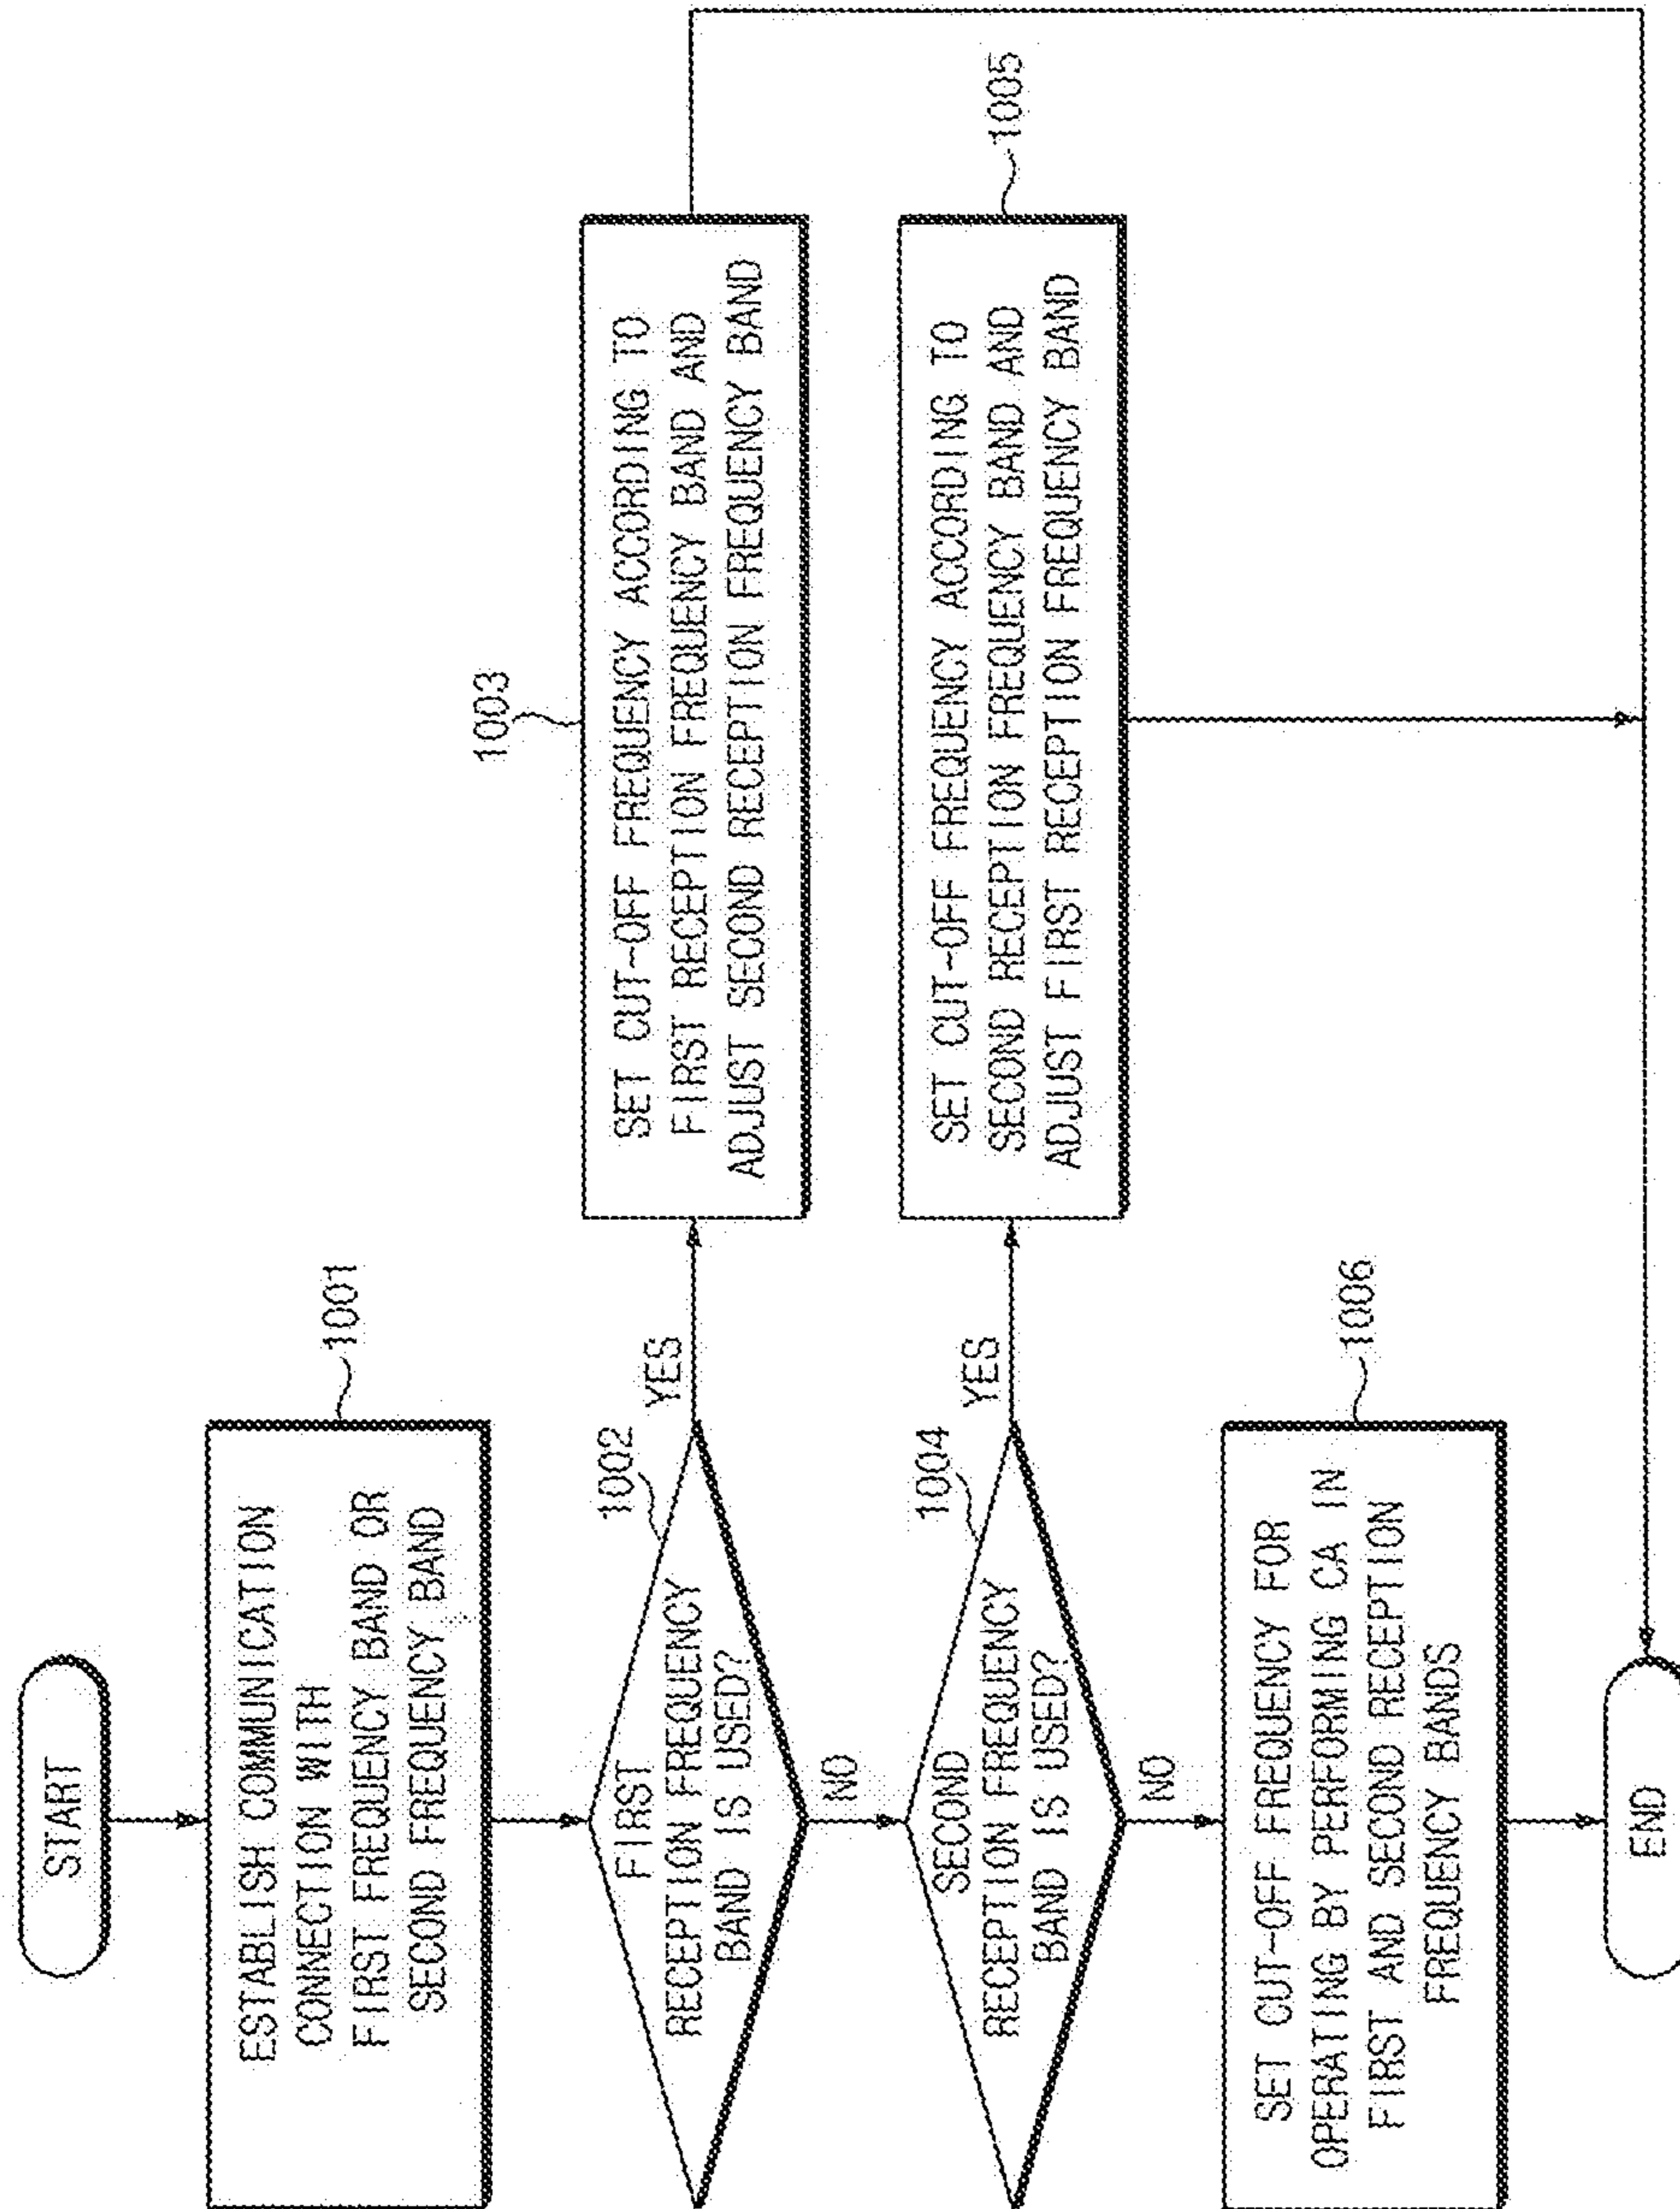 START
ESTABLISH COMMUNICATION
CONNECTION WITH
FIRST FREQUENCY BAND OR
SECOND FREQUENCY BAND
1001
FIRST
RECEPTION FREQUENCY
BAND IS USED?
1002
YES
SET CUT-OFF FREQUENCY ACCORDING TO
FIRST RECEPTION FREQUENCY BAND AND
ADJUST SECOND RECEPTION FREQUENCY BAND
1003
NO
SECOND
RECEPTION FREQUENCY
BAND IS USED?
1004
YES
SET CUT-OFF FREQUENCY ACCORDING TO
SECOND RECEPTION FREQUENCY BAND AND
ADJUST FIRST RECEPTION FREQUENCY BAND
1005
NO
SET CUT-OFF FREQUENCY FOR
OPERATING BY PERFORMING CA IN
FIRST AND SECOND RECEPTION
FREQUENCY BANDS
1006
END